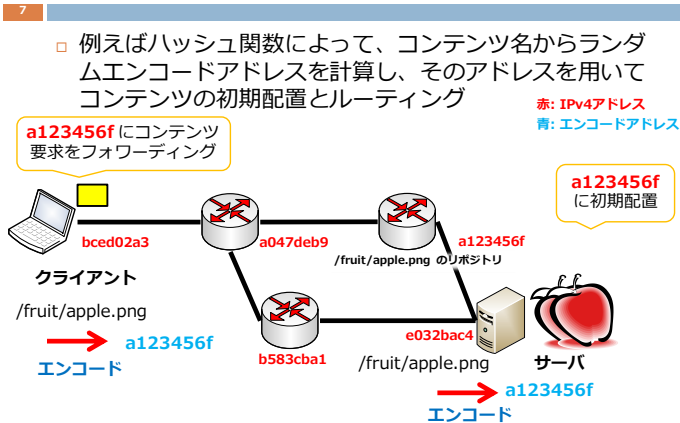 7
例えばハッシュ関数によって、コンテンツ名からランダ
ムエンコードアドレスを計算し、そのアドレスを用いて
コンテンツの初期配置とルーティング
赤: IPv4アドレス
青: エンコードアドレス
a123456f にコンテンツ
要求をフォワーディング
a123456f
に初期配置
bced02a3
a047deb9
a123456f
/fruit/apple.png のリポジトリ
クライアント
/fruit/apple.png
a123456f
エンコード
b583cba1
e032bac4
/fruit/apple.png
サーバ
a123456f
エンコード